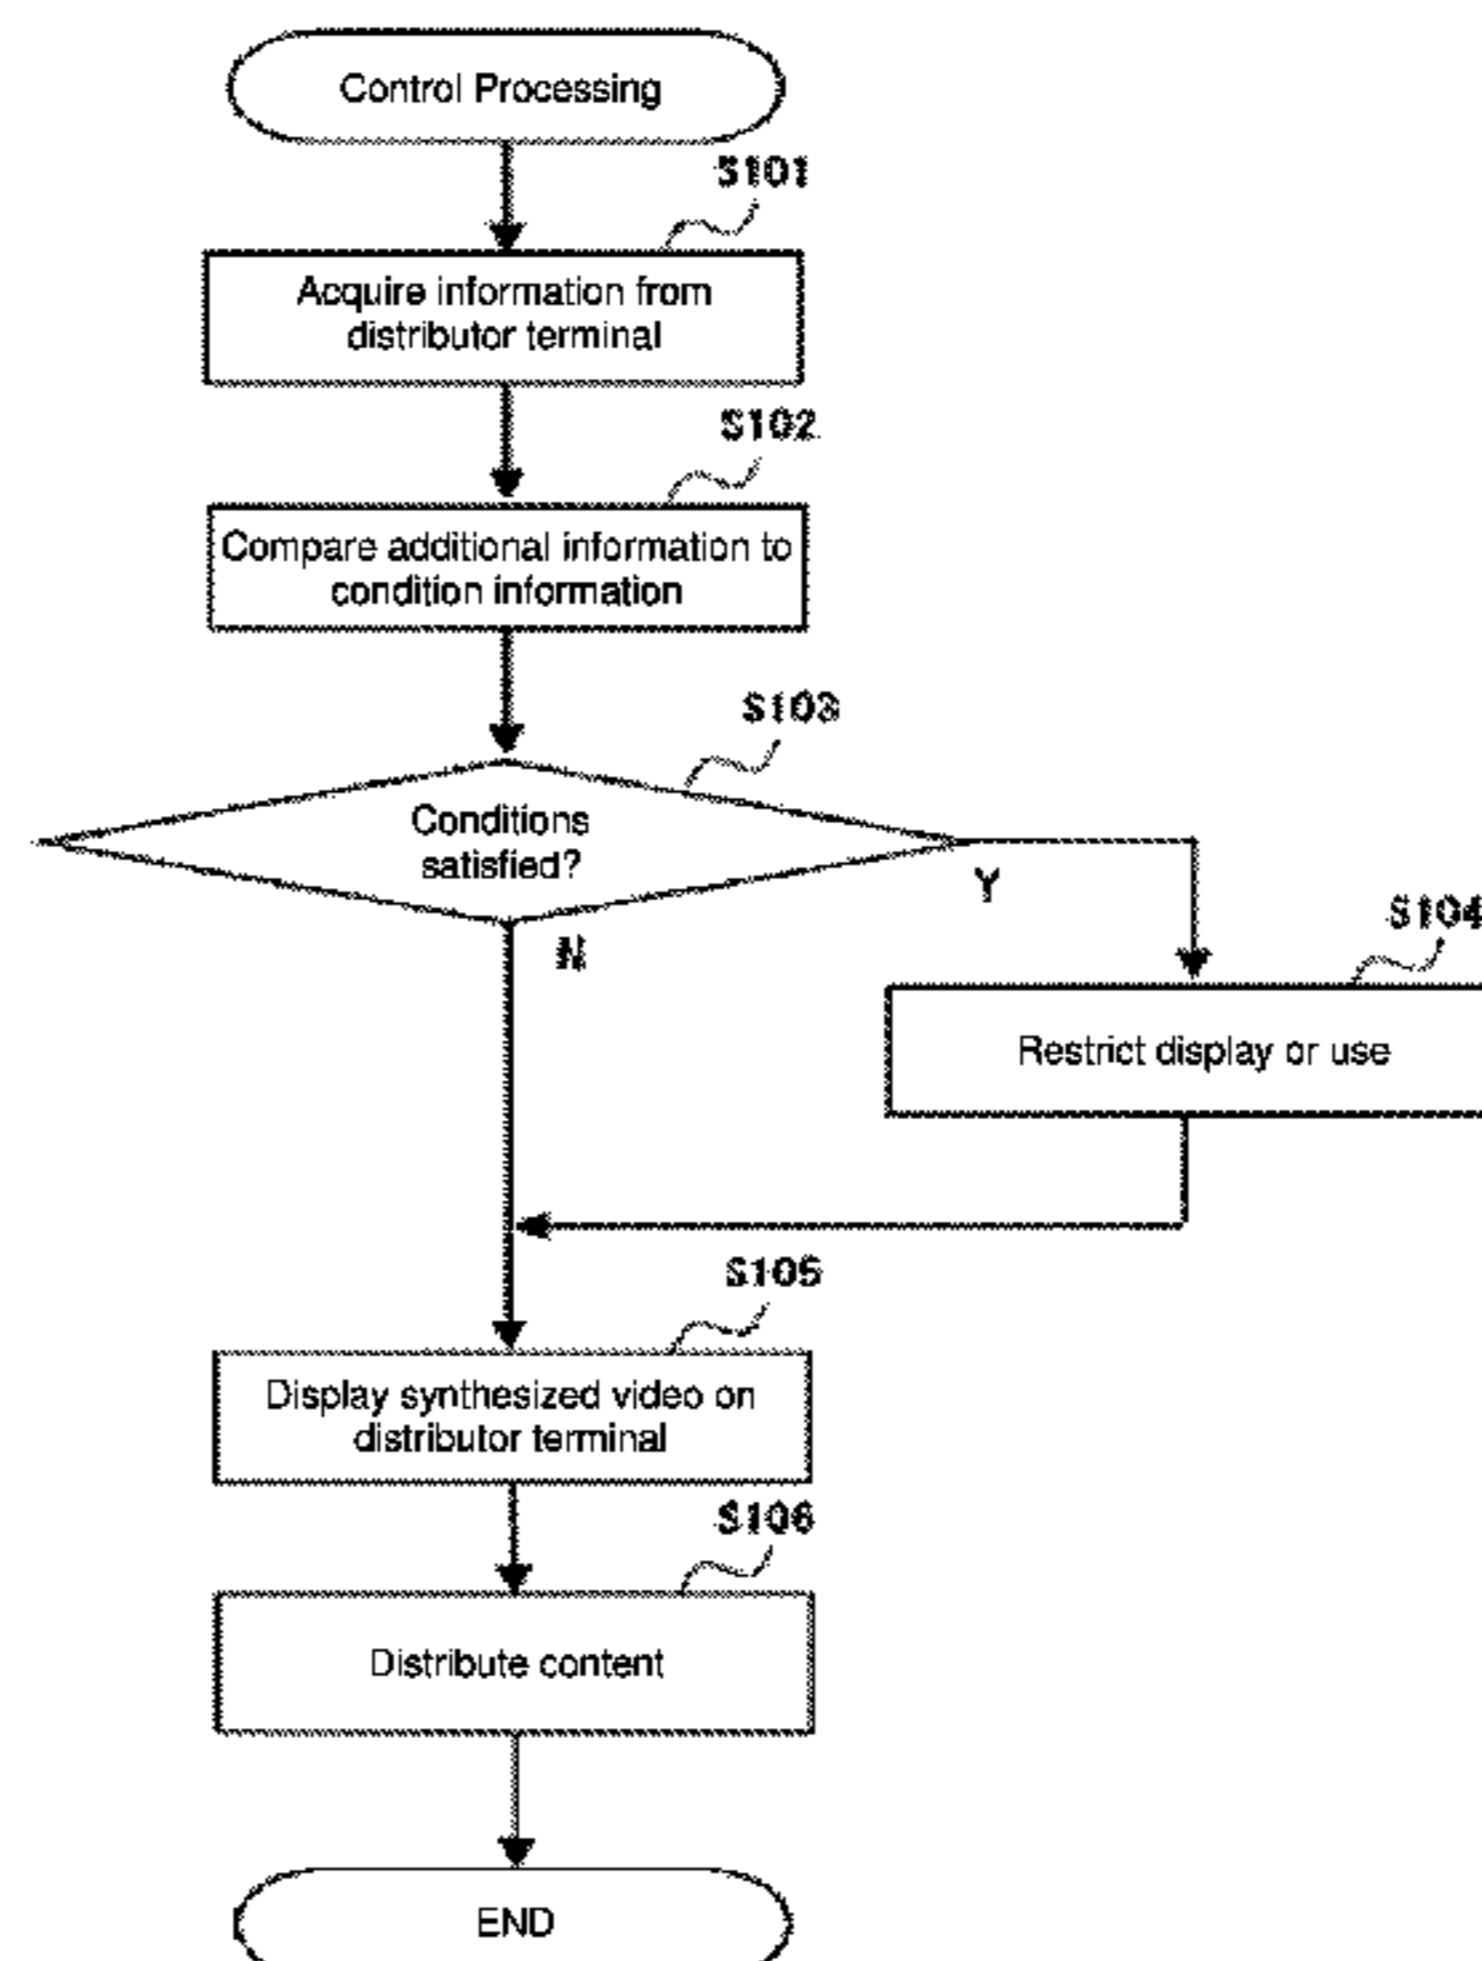 Control Processing
S101
Acquire information from
distributor terminal
S102
Compare additional information to
condition information
S103
Conditions
satisfied?
Y
N
S104
Restrict display or use
S105
Display synthesized video on
distributor terminal
S106
Distribute content
END